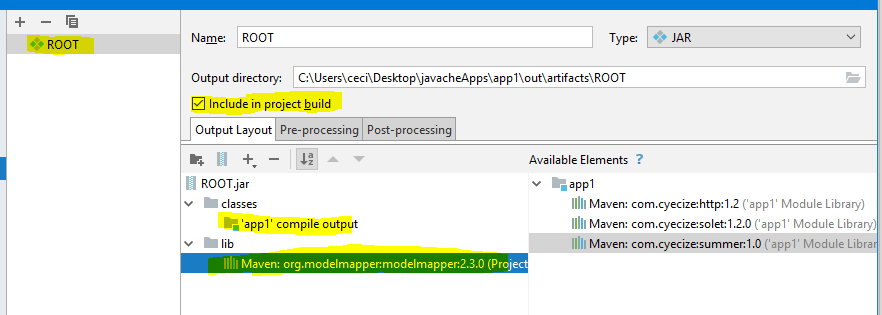 ROOT
Name: ROOT Type: JAR
Output directory: C:\Users\ceci\Desktop\javacheApps\app1\out\artifacts\ROOT
Include in project build
Output Layout Pre-processing Post-processing
Available Elements ?
ROOT.jar
classes
'app1' compile output
lib
Maven: org.modelmapper:modelmapper:2.3.0 (Project
app1
Maven: com.cyecize:http:1.2 ('app1' Module Library)
Maven: com.cyecize:solet:1.2.0 ('app1' Module Library)
Maven: com.cyecize:summer:1.0 ('app1' Module Librar